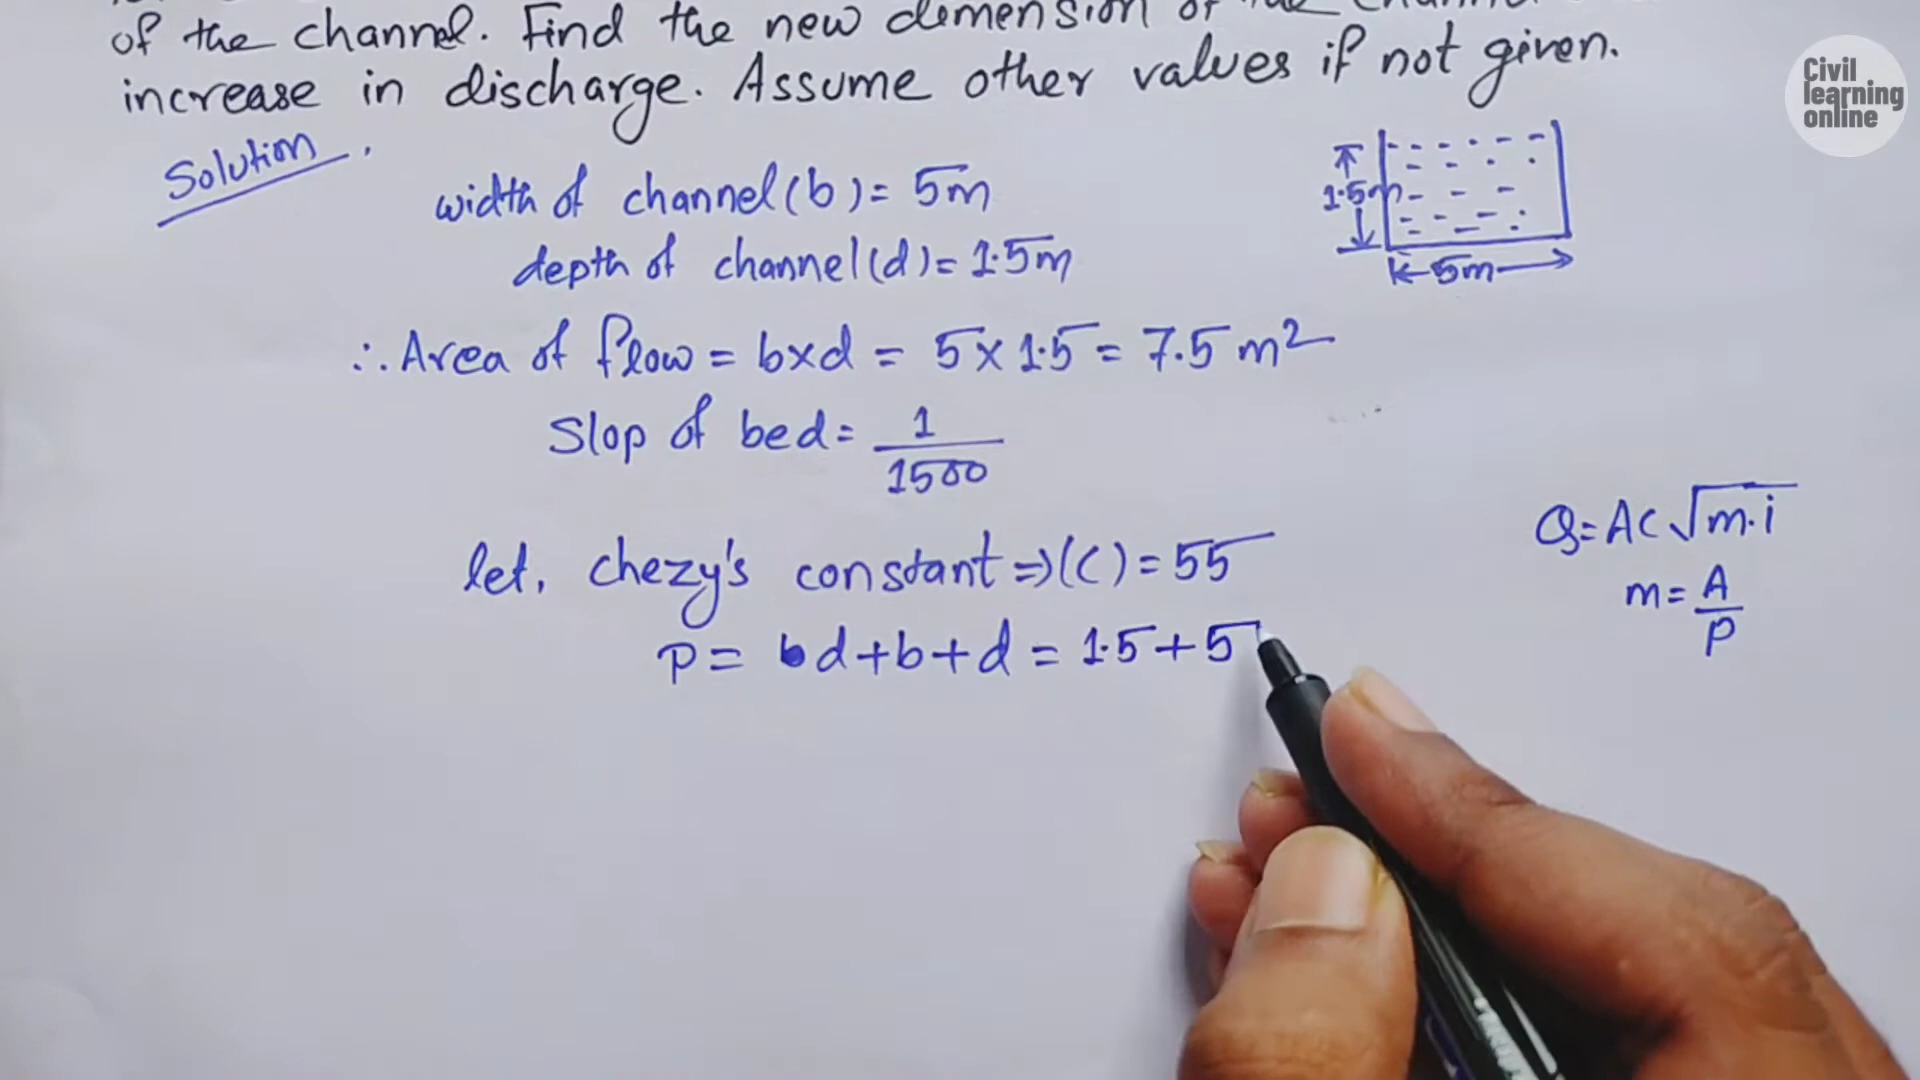 of the channel. Find the new dimension of the channel
increase in discharge. Assume other values if not given.
Civil
learning
online
Solution.
width of channel (b) = 5m
depth of channel (d) = 1.5m
1.5m
5m
∴ Area of flow = b×d = 5 × 1.5 = 7.5 m²
Slop of bed = 1/1500
let, chezy's constant ⇒ (C) = 55
Q = AC √m.i
m = A/P
P = d+b+d = 1.5 + 5